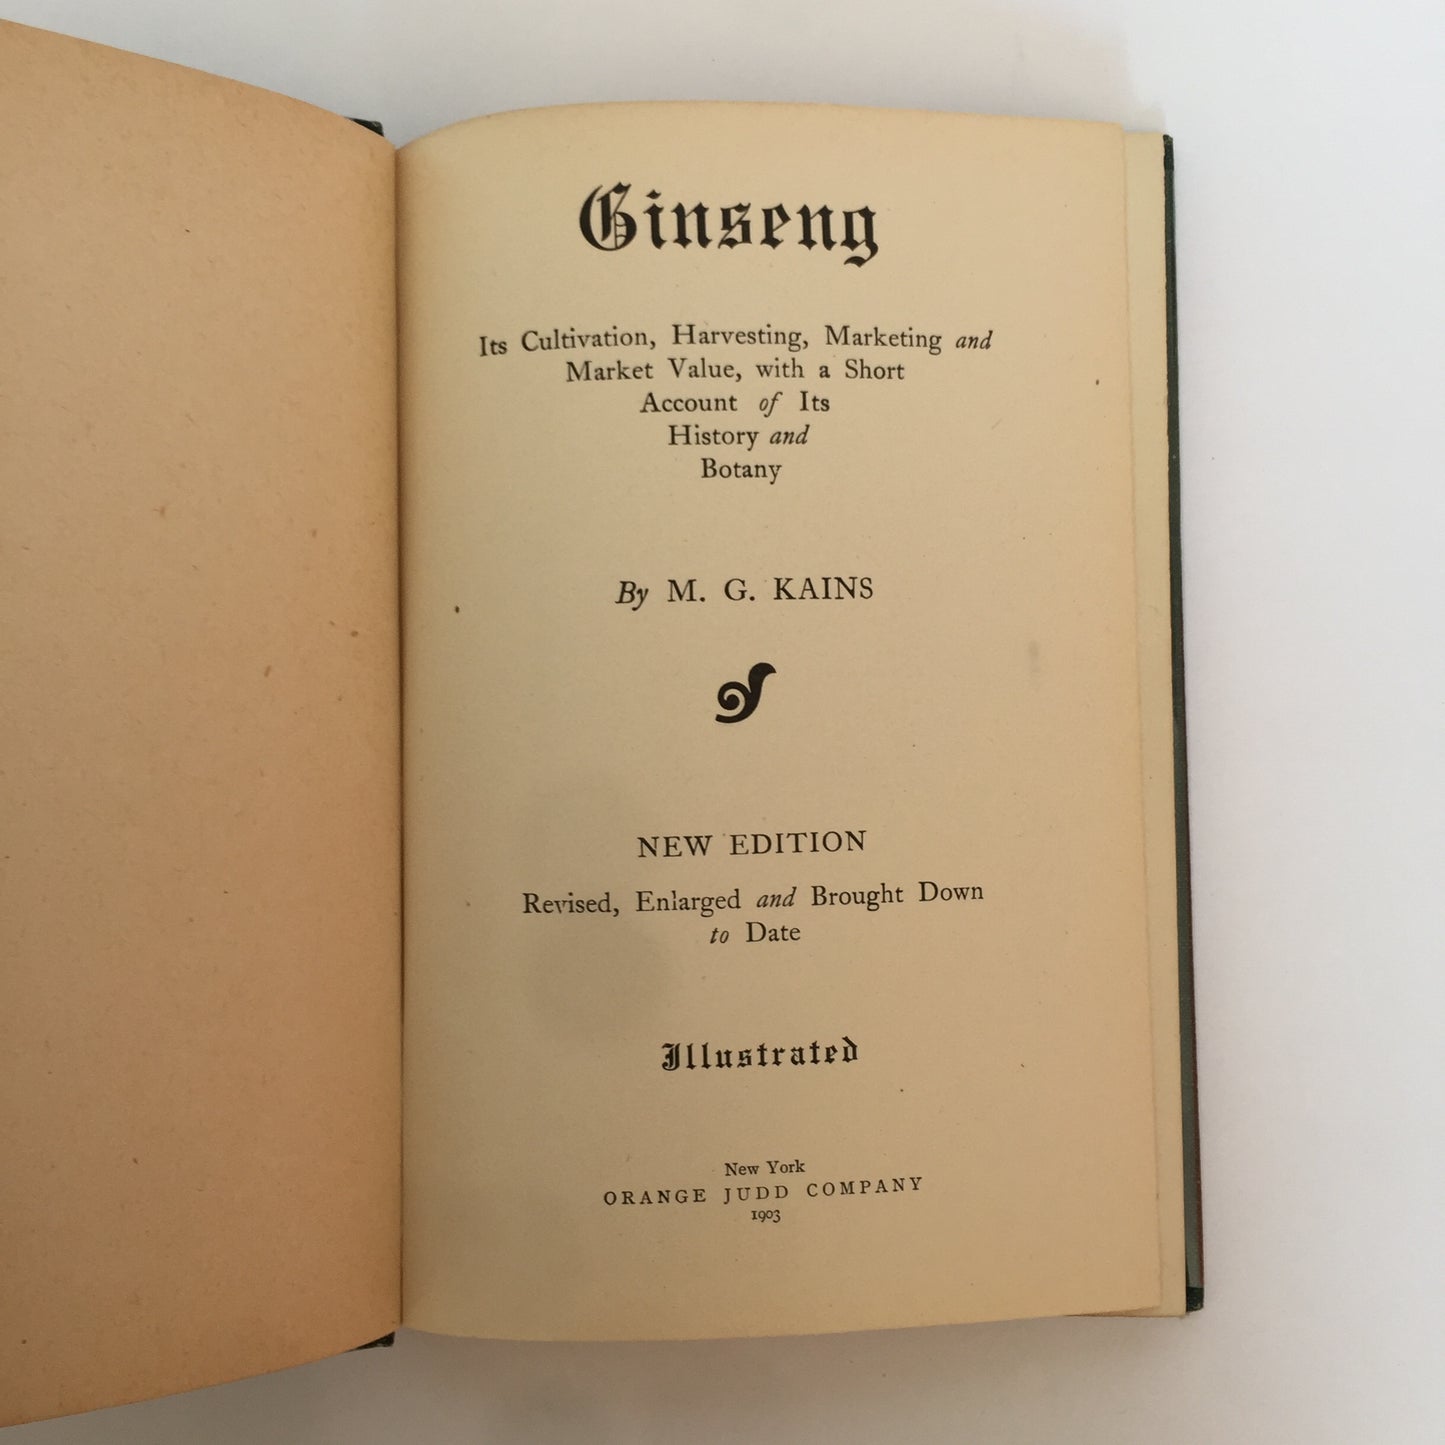 Ginseng
Its Cultivation, Harvesting, Marketing and
Market Value, with a Short
Account of Its
History and
Botany
By M. G. KAINS
NEW EDITION
Revised, Enlarged and Brought Down
to Date
Illustrated
New York
ORANGE JUDD COMPANY
1903